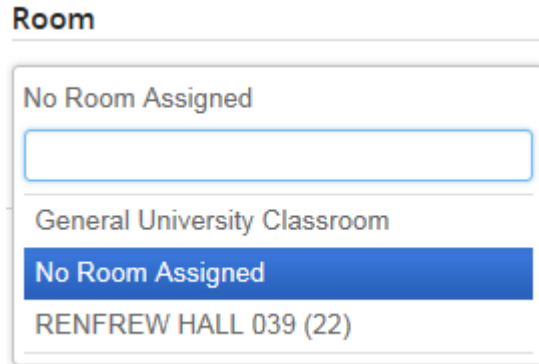 Room
No Room Assigned
General University Classroom
No Room Assigned
RENFREW HALL 039 (22)